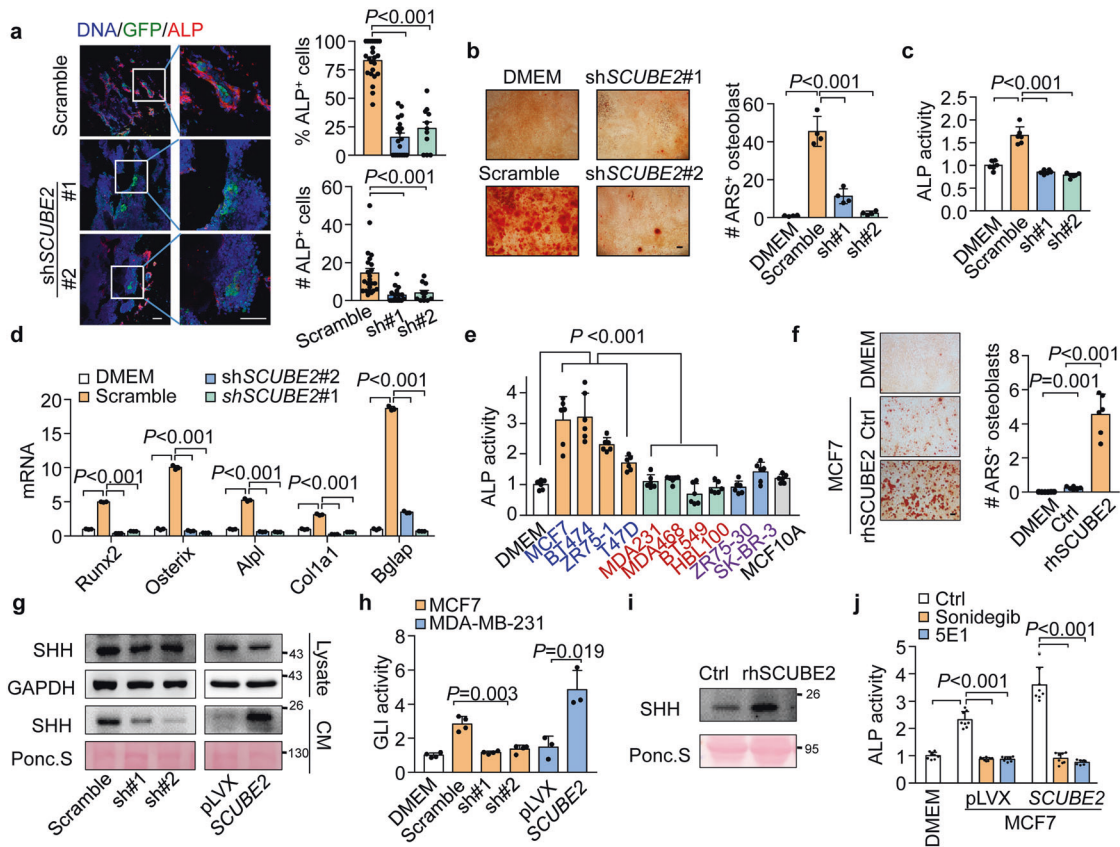 a
DNA/GFP/ALP
Scramble
shSCUBE2
#1
#2
P<0.001
% ALP+ cells
100
75
50
25
0
P<0.001
# ALP+ cells
60
40
20
0
Scramble
sh#1
sh#2
b
DMEM
shSCUBE2#1
Scramble
shSCUBE2#2
P<0.001
# ARS+ osteoblast
80
60
40
20
0
DMEM
Scramble
sh#1
sh#2
c
P<0.001
ALP activity
2.5
2.0
1.5
1.0
0.5
0.0
DMEM
Scramble
sh#1
sh#2
d
DMEM
Scramble
shSCUBE2#2
shSCUBE2#1
mRNA
20
15
10
5
0
P<0.001
P<0.001
P<0.001
P<0.001
P<0.001
Runx2
Osterix
Alpl
Col1a1
Bglap
e
P<0.001
ALP activity
5
4
3
2
1
0
DMEM
MCF7
BT474
ZR75-1
T47D
MDA231
MDA468
BT549
HBL100
ZR75-30
SK-BR-3
MCF10A
f
DMEM
Ctrl
rhSCUBE2
MCF7
P<0.001
P=0.001
# ARS+ osteoblasts
8
6
4
2
0
DMEM
Ctrl
rhSCUBE2
g
SHH
43
GAPDH
43
Lysate
SHH
26
CM
Ponc.S
130
Scramble
sh#1
sh#2
pLVX
SCUBE2
h
MCF7
MDA-MB-231
P=0.019
P=0.003
GLI activity
8
6
4
2
0
DMEM
Scramble
sh#1
sh#2
pLVX
SCUBE2
i
Ctrl rhSCUBE2
SHH
26
Ponc.S
95
j
Ctrl
Sonidegib
5E1
P<0.001
P<0.001
ALP activity
5
4
3
2
1
0
DMEM
pLVX
SCUBE2
MCF7